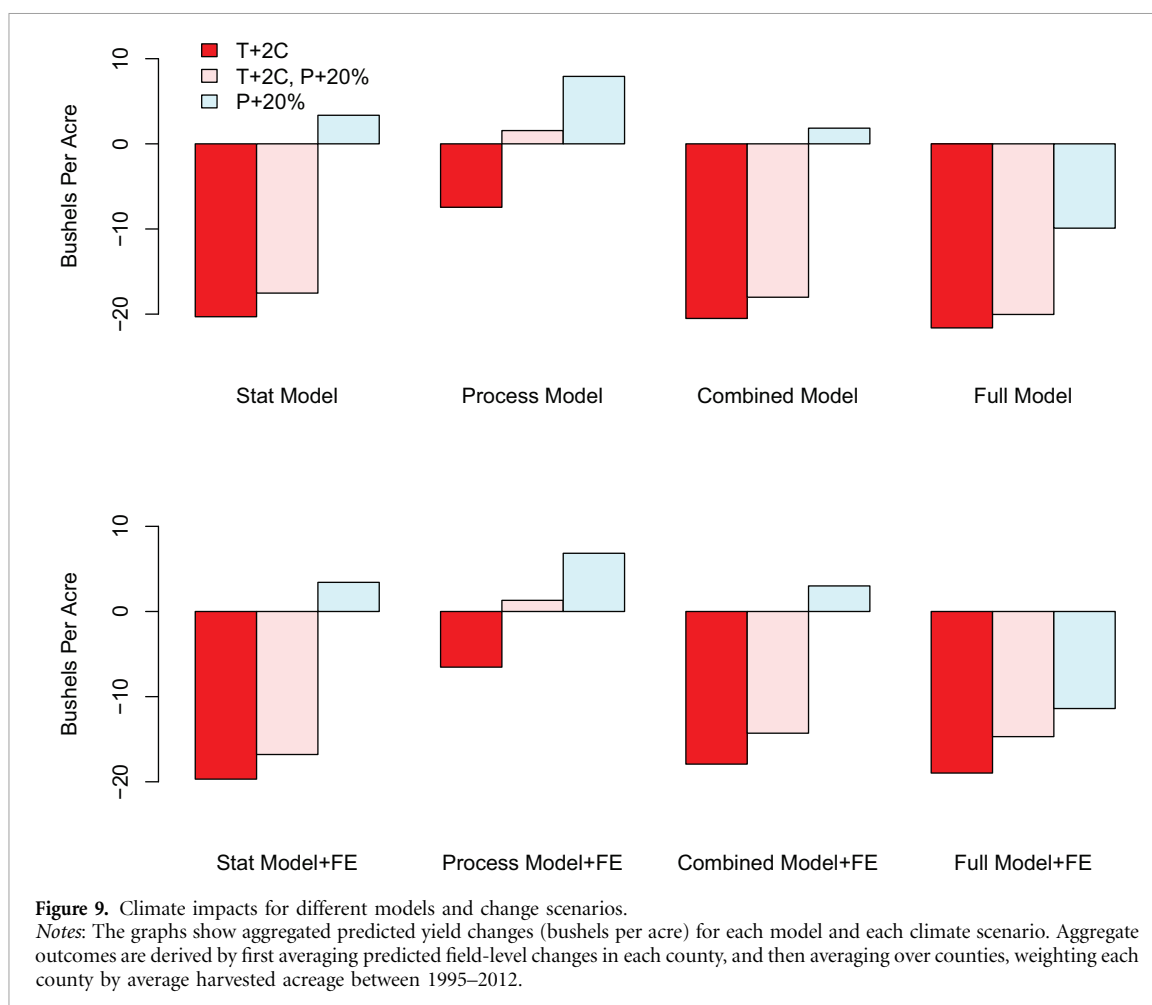 T+2C
T+2C, P+20%
P+20%
Bushels Per Acre
10
0
−10
−20
Stat Model
Process Model
Combined Model
Full Model
Bushels Per Acre
10
0
−10
−20
Stat Model+FE
Process Model+FE
Combined Model+FE
Full Model+FE
Figure 9. Climate impacts for different models and change scenarios.
Notes: The graphs show aggregated predicted yield changes (bushels per acre) for each model and each climate scenario. Aggregate
outcomes are derived by first averaging predicted field-level changes in each county, and then averaging over counties, weighting each
county by average harvested acreage between 1995–2012.